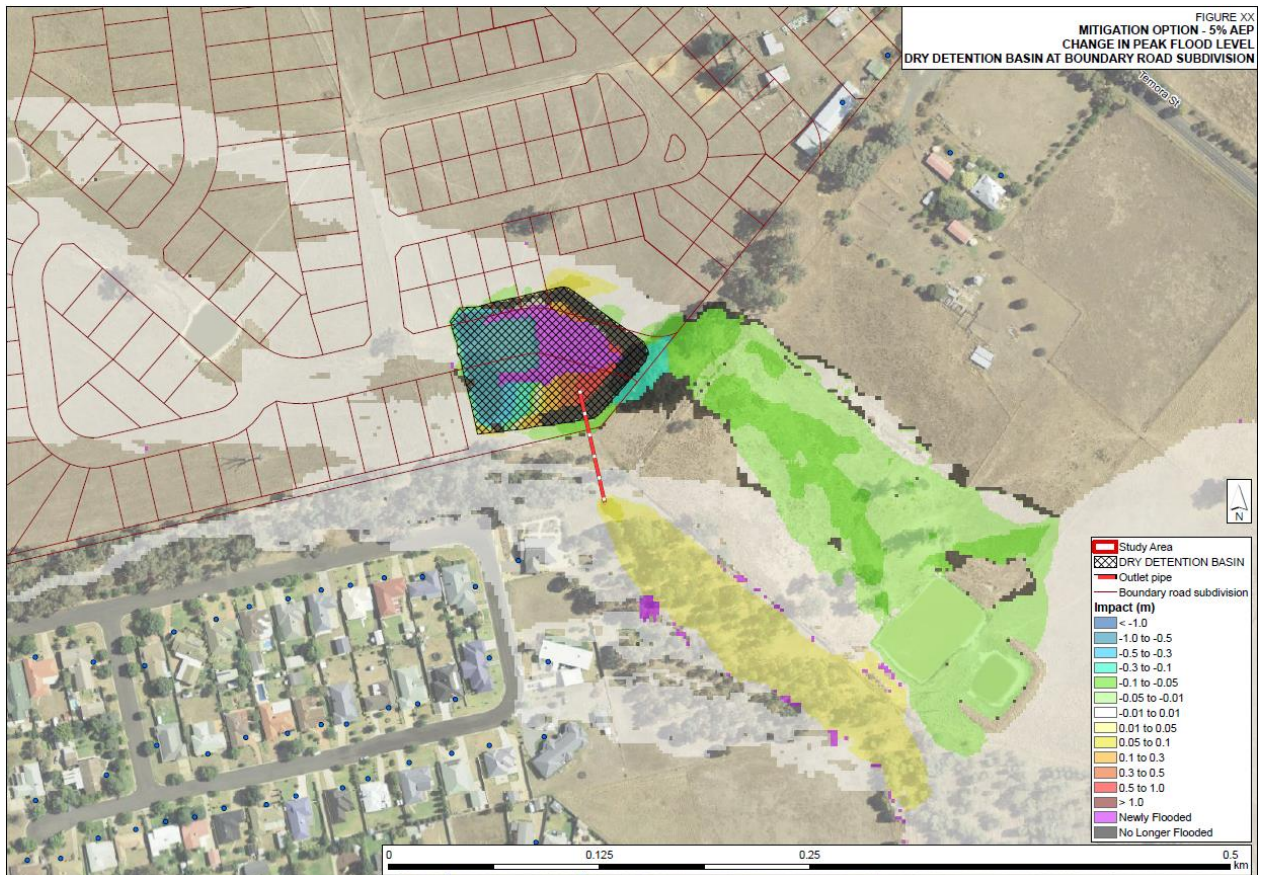 FIGURE XX
MITIGATION OPTION - 5% AEP
CHANGE IN PEAK FLOOD LEVEL
DRY DETENTION BASIN AT BOUNDARY ROAD SUBDIVISION
Temora St
N
Study Area
DRY DETENTION BASIN
Outlet pipe
Boundary road subdivision
Impact (m)
< -1.0
-1.0 to -0.5
-0.5 to -0.3
-0.3 to -0.1
-0.1 to -0.05
-0.05 to -0.01
-0.01 to 0.01
0.01 to 0.05
0.05 to 0.1
0.1 to 0.3
0.3 to 0.5
0.5 to 1.0
> 1.0
Newly Flooded
No Longer Flooded
0 0.125 0.25 0.5
km